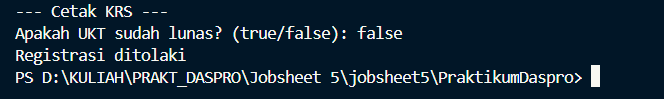 --- Cetak KRS ---
Apakah UKT sudah lunas? (true/false): false
Registrasi ditolaki
PS D:\KULIAH\PRAKT_DASPRO\Jobsheet 5\jobsheet5\PraktikumDaspro>